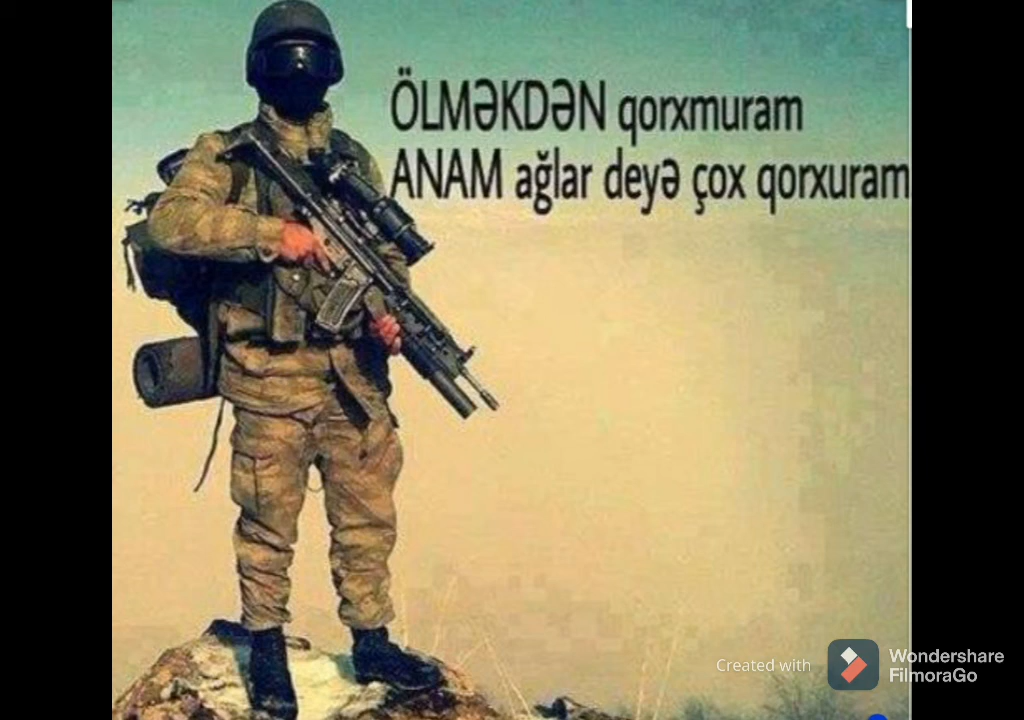 ÖLMƏKDƏN qorxmuram
ANAM ağlar deyə çox qorxuram
Created with
Wondershare
FilmoraGo